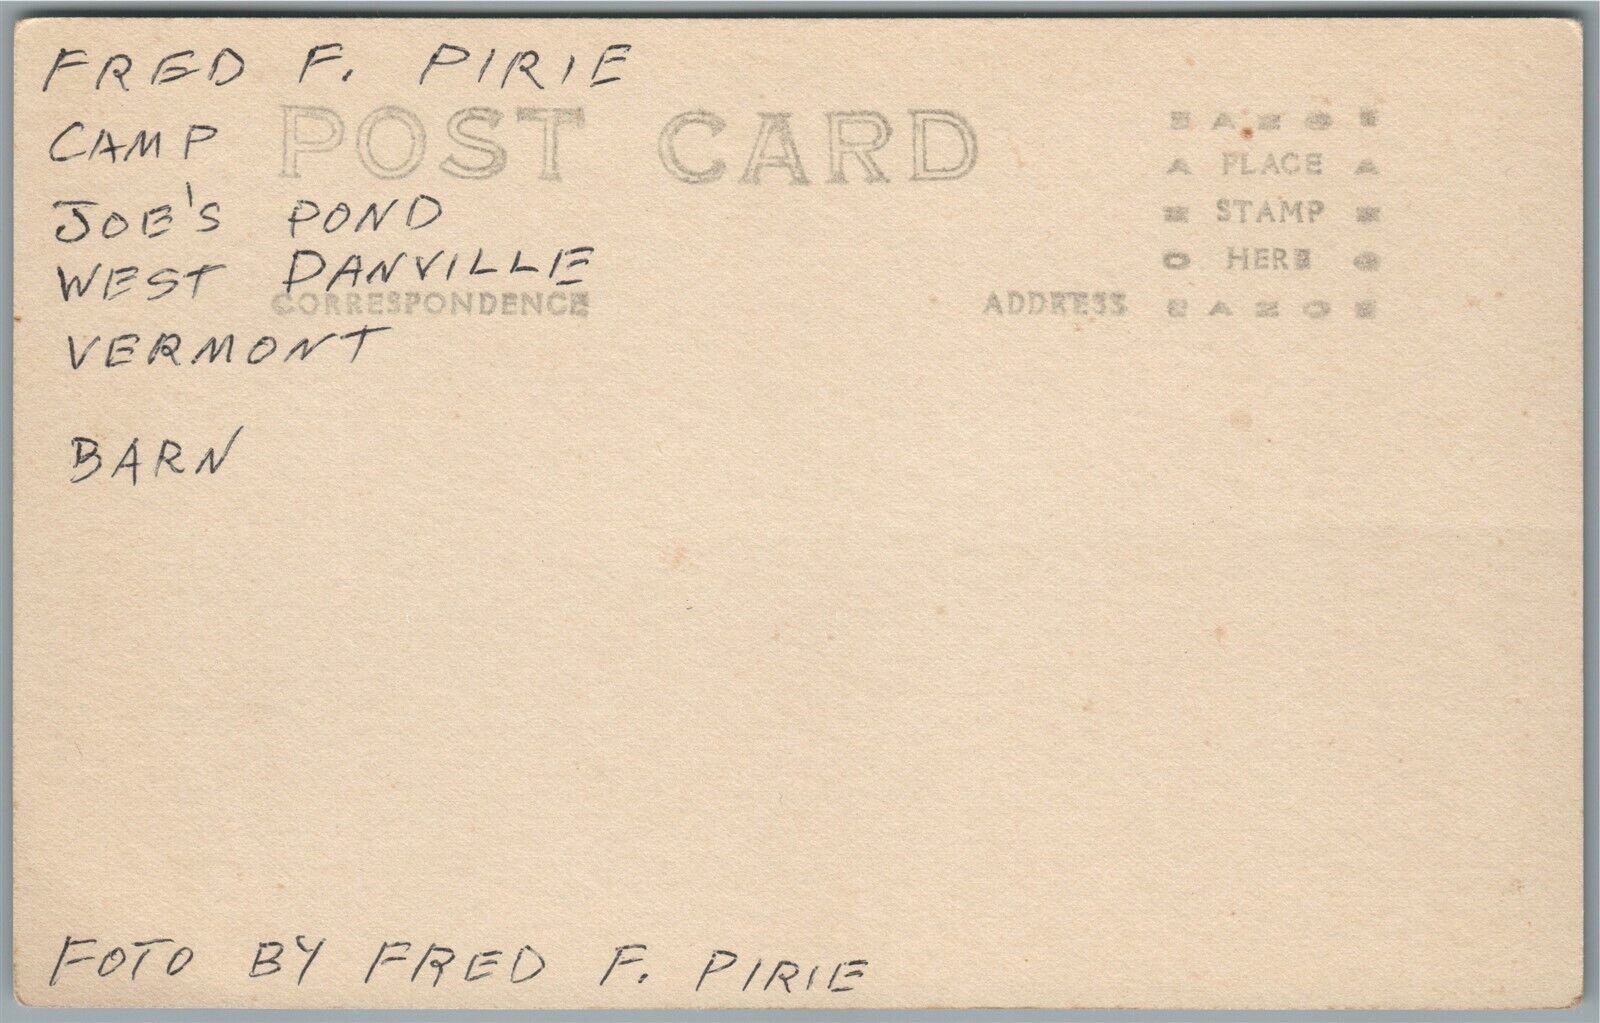 FRED F. PIRIE
CAMP
POST CARD
JOE'S POND
WEST DANVILLE
CORRESPONDENCE
VERMONT
BARN
PLACE
STAMP
HERE
ADDRESS
FOTO BY FRED F. PIRIE